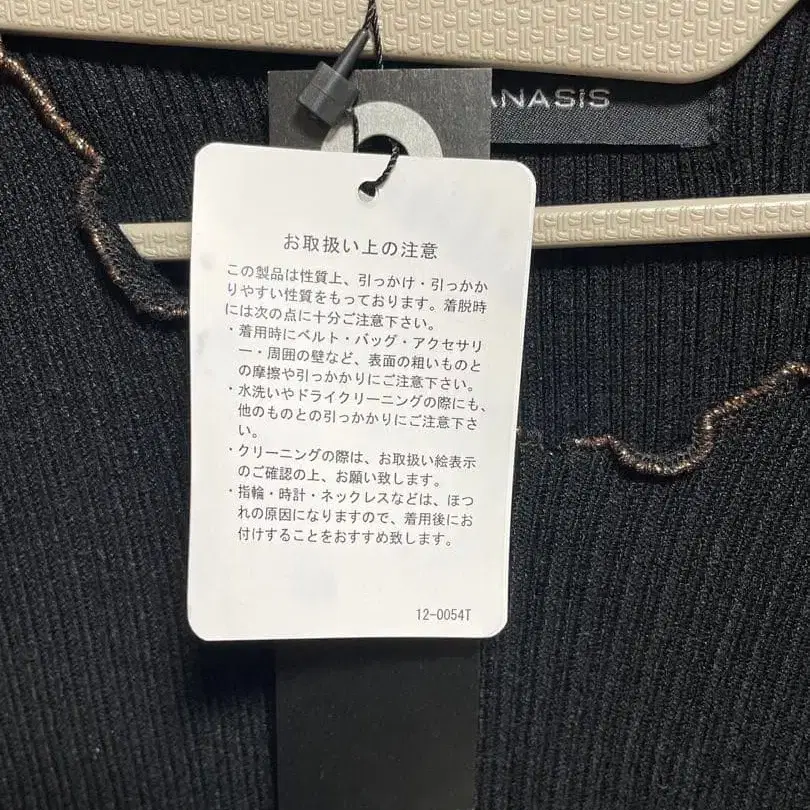 ANASiS
お取扱い上の注意
この製品は性質上、引っかけ・引っかか
りやすい性質をもっております。着脱時
には次の点に十分ご注意下さい。
・着用時にベルト・バッグ・アクセサリ
ー・周囲の壁など、表面の粗いものと
の摩擦や引っかかりにご注意下さい。
・水洗いやドライクリーニングの際にも、
他のものとの引っかかりにご注意下さ
い。
・クリーニングの際は、お取扱い絵表示
のご確認の上、お願い致します。
・指輪・時計・ネックレスなどは、ほつ
れの原因になりますので、着用後にお
付けすることをおすすめ致します。
12-0054T